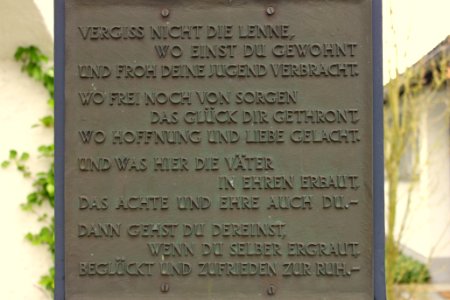 VERGISS NICHT DIE LENNE,
WO EINST DU GEWOHNT
UND FROH DEINE JUGEND VERBRACHT.
WO FREI NOCH VON SORGEN
DAS GLÜCK DIR GETHRONT,
WO HOFFNUNG UND LIEBE GELACHT.
UND WAS HIER DIE VÄTER
IN EHREN ERBAUT,
DAS ACHTE UND EHRE AUCH DU.–
DANN GEHST DU DEREINST,
WENN DU SELBER ERGRAUT,
BEGLÜCKT UND ZUFRIEDEN ZUR RUH.–